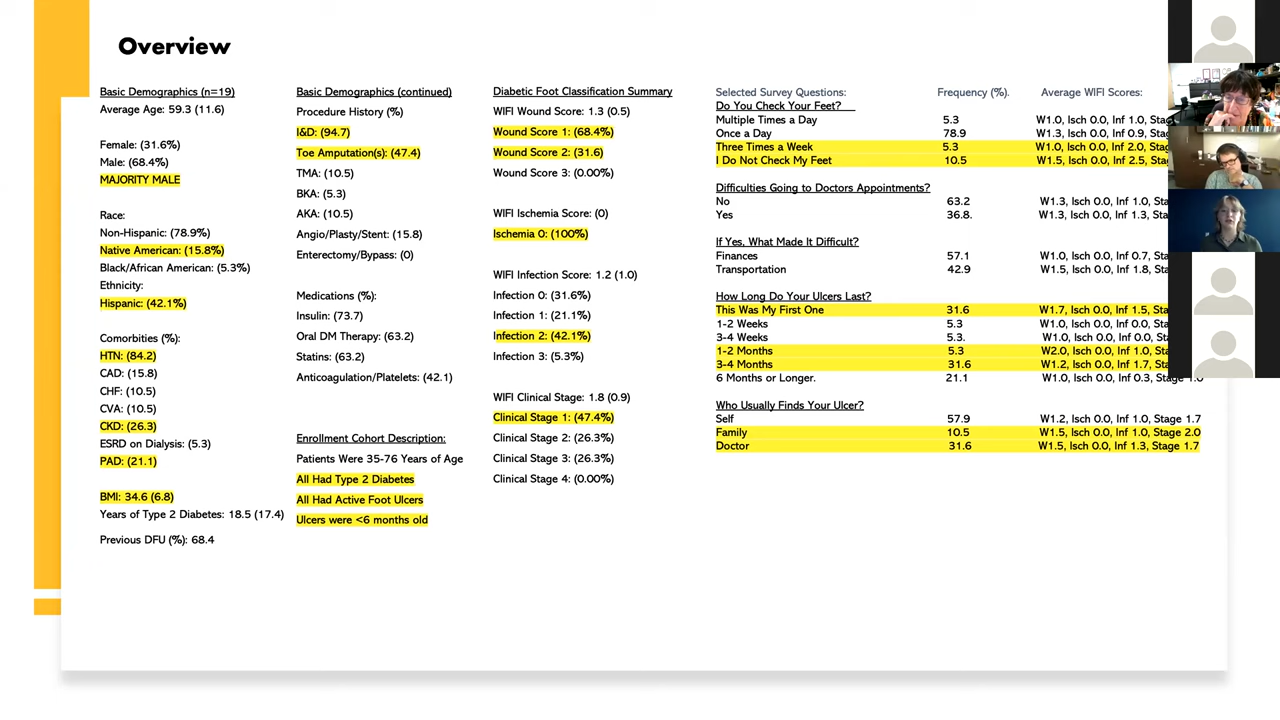 Overview
Basic Demographics (n=19)
Average Age: 59.3 (11.6)
Female: (31.6%)
Male: (68.4%)
MAJORITY MALE
Race:
Non-Hispanic: (78.9%)
Native American: (15.8%)
Black/African American: (5.3%)
Ethnicity:
Hispanic: (42.1%)
Comorbities (%):
HTN: (84.2)
CAD: (15.8)
CHF: (10.5)
CVA: (10.5)
CKD: (26.3)
ESRD on Dialysis: (5.3)
PAD: (21.1)
BMI: 34.6 (6.8)
Years of Type 2 Diabetes: 18.5 (17.4)
Previous DFU (%): 68.4
Basic Demographics (continued)
Procedure History (%)
I&D: (94.7)
Toe Amputation(s): (47.4)
TMA: (10.5)
BKA: (5.3)
AKA: (10.5)
Angio/Plasty/Stent: (15.8)
Enterectomy/Bypass: (0)
Medications (%):
Insulin: (73.7)
Oral DM Therapy: (63.2)
Statins: (63.2)
Anticoagulation/Platelets: (42.1)
Enrollment Cohort Description:
Patients Were 35-76 Years of Age
All Had Type 2 Diabetes
All Had Active Foot Ulcers
Ulcers were <6 months old
Diabetic Foot Classification Summary
WIFI Wound Score: 1.3 (0.5)
Wound Score 1: (68.4%)
Wound Score 2: (31.6)
Wound Score 3: (0.00%)
WIFI Ischemia Score: (0)
Ischemia 0: (100%)
WIFI Infection Score: 1.2 (1.0)
Infection 0: (31.6%)
Infection 1: (21.1%)
Infection 2: (42.1%)
Infection 3: (5.3%)
WIFI Clinical Stage: 1.8 (0.9)
Clinical Stage 1: (47.4%)
Clinical Stage 2: (26.3%)
Clinical Stage 3: (26.3%)
Clinical Stage 4: (0.00%)
Selected Survey Questions: Frequency (%). Average WIFI Scores:
Do You Check Your Feet?
Multiple Times a Day 5.3 W1.0, Isch 0.0, Inf 1.0,
Once a Day 78.9 W1.3, Isch 0.0, Inf 0.9,
Three Times a Week 5.3 W1.0, Isch 0.0, Inf 2.0,
I Do Not Check My Feet 10.5 W1.5, Isch 0.0, Inf 2.5,
Difficulties Going to Doctors Appointments?
No 63.2 W1.3, Isch 0.0, Inf 1.0,
Yes 36.8. W1.3, Isch 0.0, Inf 1.3,
If Yes, What Made It Difficult?
Finances 57.1 W1.0, Isch 0.0, Inf 0.7,
Transportation 42.9 W1.5, Isch 0.0, Inf 1.8,
How Long Do Your Ulcers Last?
This Was My First One 31.6 W1.7, Isch 0.0, Inf 1.5,
1-2 Weeks 5.3 W1.0, Isch 0.0, Inf 0.0,
3-4 Weeks 5.3. W1.0, Isch 0.0, Inf 0.0,
1-2 Months 5.3 W2.0, Isch 0.0, Inf 1.0,
3-4 Months 31.6 W1.2, Isch 0.0, Inf 1.7,
6 Months or Longer. 21.1 W1.0, Isch 0.0, Inf 0.3, Stage 1.0
Who Usually Finds Your Ulcer?
Self 57.9 W1.2, Isch 0.0, Inf 1.0, Stage 1.7
Family 10.5 W1.5, Isch 0.0, Inf 1.0, Stage 2.0
Doctor 31.6 W1.5, Isch 0.0, Inf 1.3, Stage 1.7